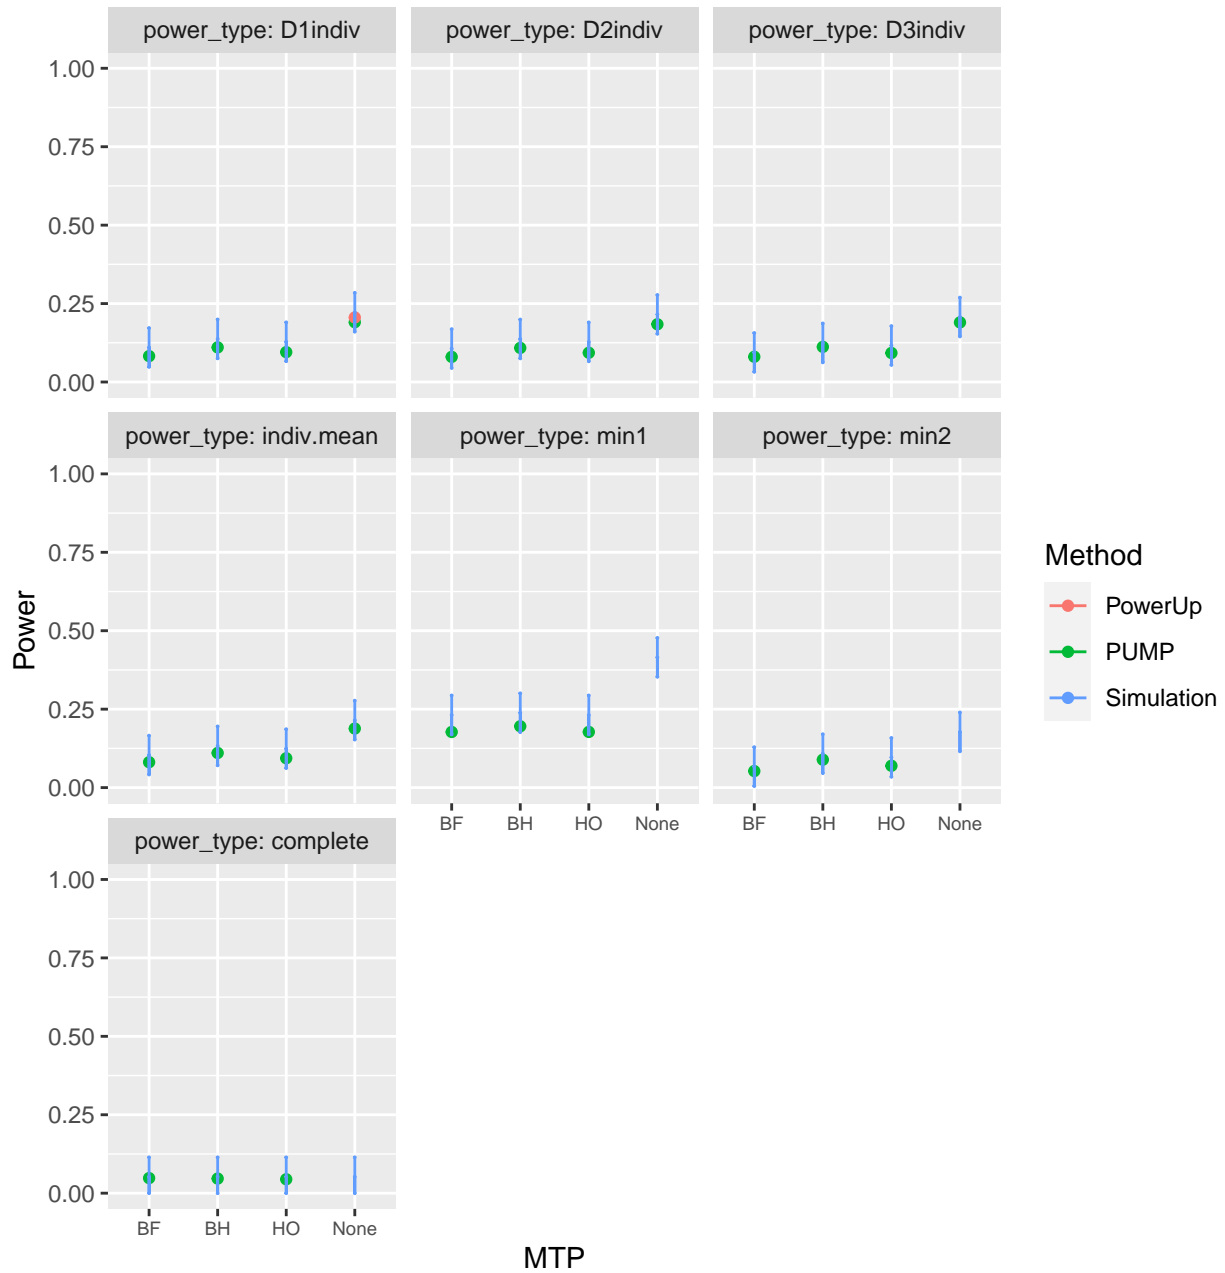 power_type: D1indiv
power_type: D2indiv
power_type: D3indiv
1.00
0.75
0.50
0.25
0.00
power_type: indiv.mean
power_type: min1
power_type: min2
1.00
0.75
0.50
0.25
0.00
BF BH HO None
BF BH HO None
power_type: complete
1.00
0.75
0.50
0.25
0.00
BF BH HO None
MTP
Power
Method
PowerUp
PUMP
Simulation